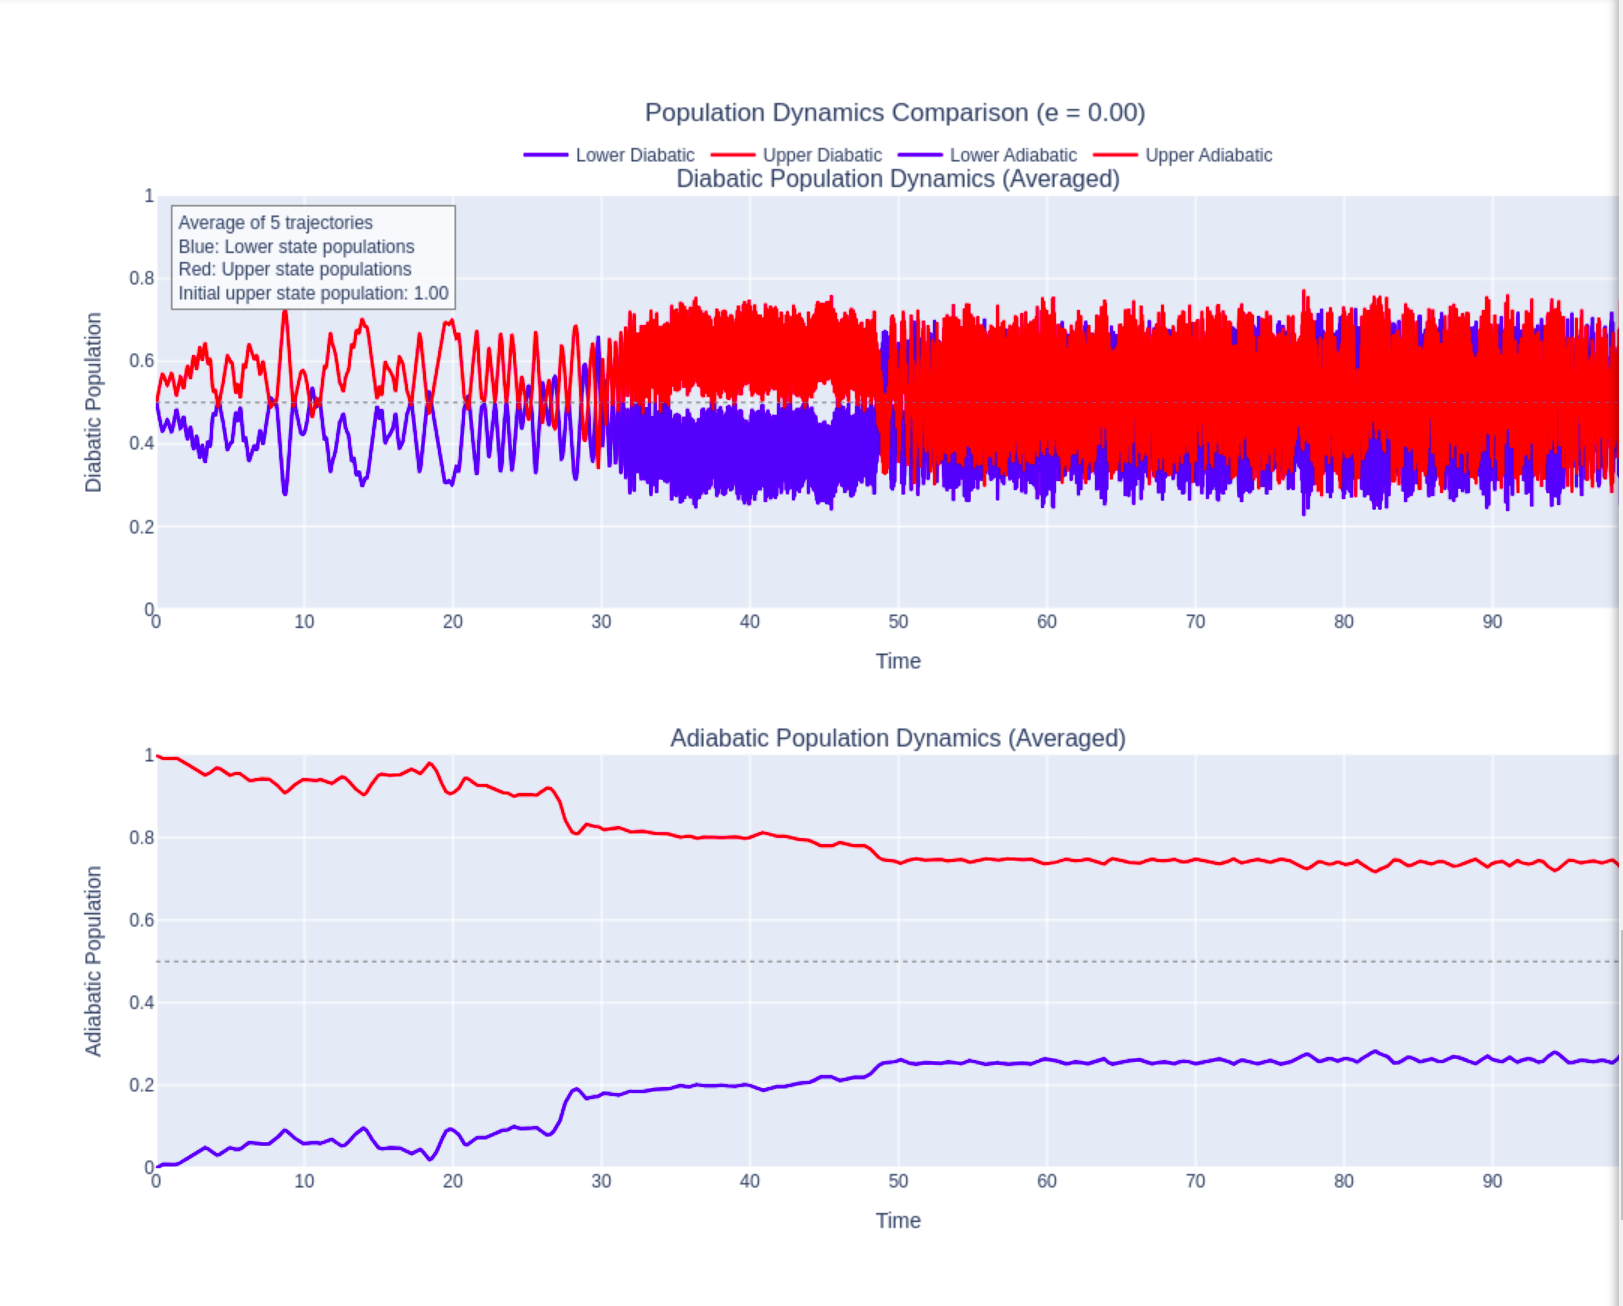 Population Dynamics Comparison (e = 0.00)
Lower Diabatic Upper Diabatic Lower Adiabatic Upper Adiabatic
Diabatic Population Dynamics (Averaged)
Average of 5 trajectories
Blue: Lower state populations
Red: Upper state populations
Initial upper state population: 1.00
1
0.8
0.6
0.4
0.2
0
Diabatic Population
0 10 20 30 40 50 60 70 80 90
Time
Adiabatic Population Dynamics (Averaged)
1
0.8
0.6
0.4
0.2
0
Adiabatic Population
0 10 20 30 40 50 60 70 80 90
Time